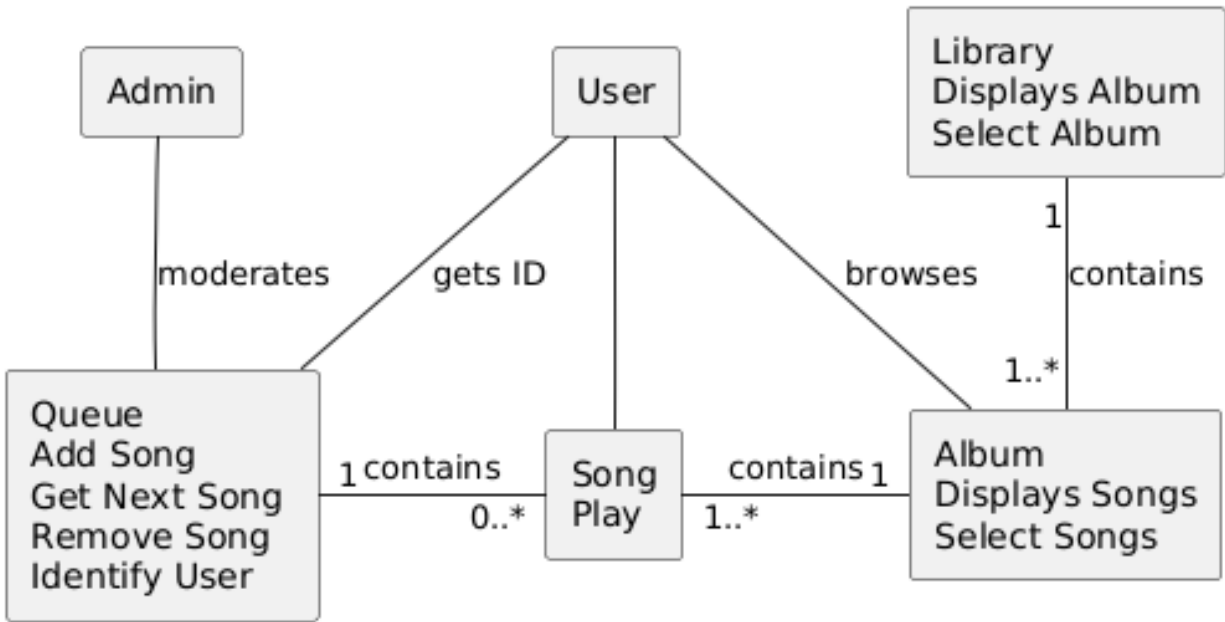 Admin
User
Library
Displays Album
Select Album
moderates
gets ID
browses
1
contains
1..*
Queue
Add Song
Get Next Song
Remove Song
Identify User
1
contains
0..*
Song
Play
contains
1
1..*
Album
Displays Songs
Select Songs